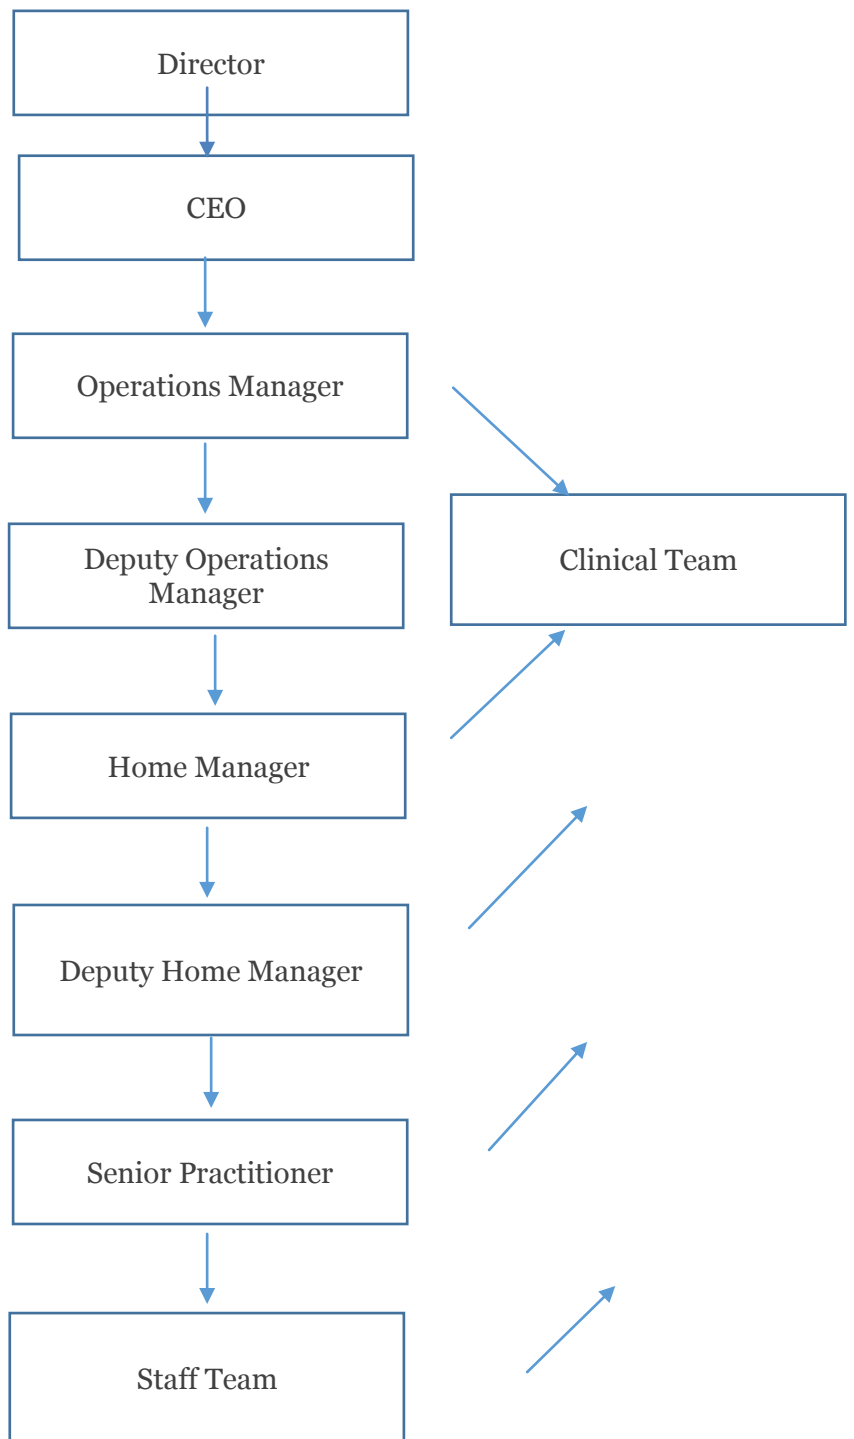 Director
CEO
Operations Manager
Deputy Operations
Manager
Clinical Team
Home Manager
Deputy Home Manager
Senior Practitioner
Staff Team